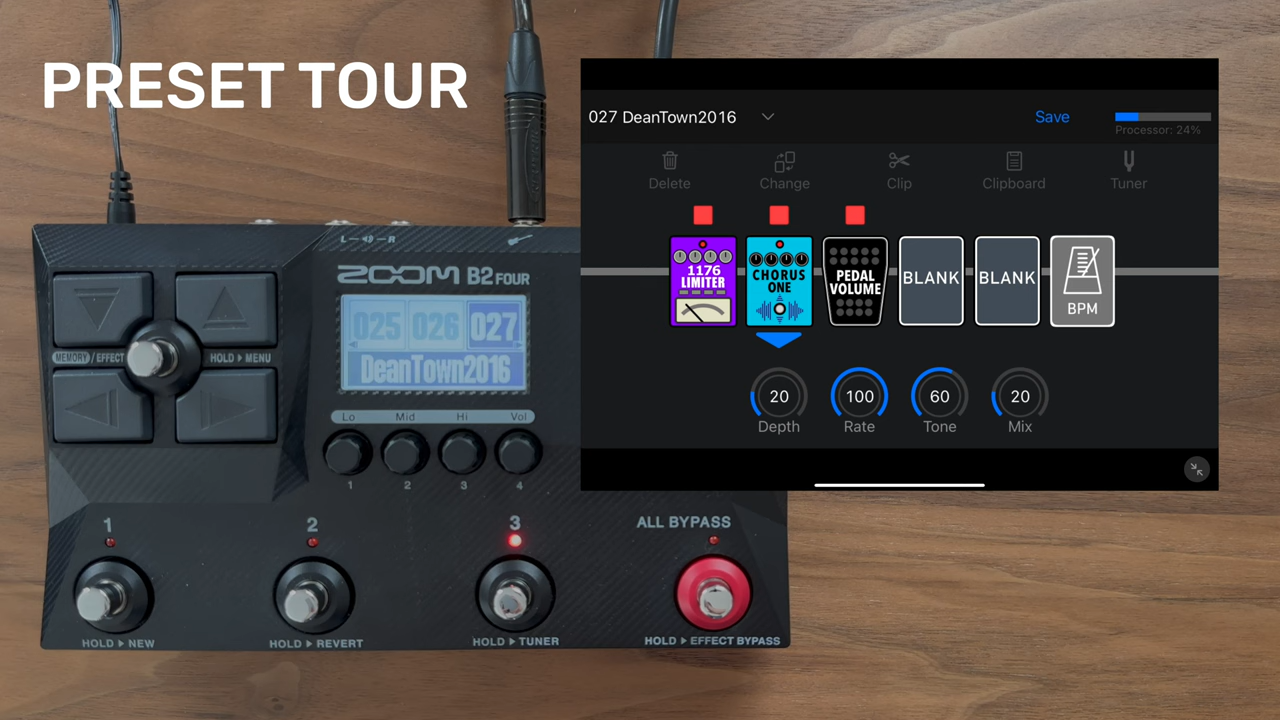 PRESET TOUR
027 DeanTown2016
Save
Processor: 24%
Delete
Change
Clip
Clipboard
Tuner
1176
LIMITER
CHORUS
ONE
PEDAL
VOLUME
BLANK
BLANK
BPM
20
100
60
20
Depth
Rate
Tone
Mix
L R
ZOOM B2 FOUR
025 026 027
DeanTown2016
MEMORY / EFFECT
HOLD ▶ MENU
Lo Mid Hi Vol
1 2 3 4
1
2
3
ALL BYPASS
HOLD ▶ NEW
HOLD ▶ REVERT
HOLD ▶ TUNER
HOLD ▶ EFFECT BYPASS